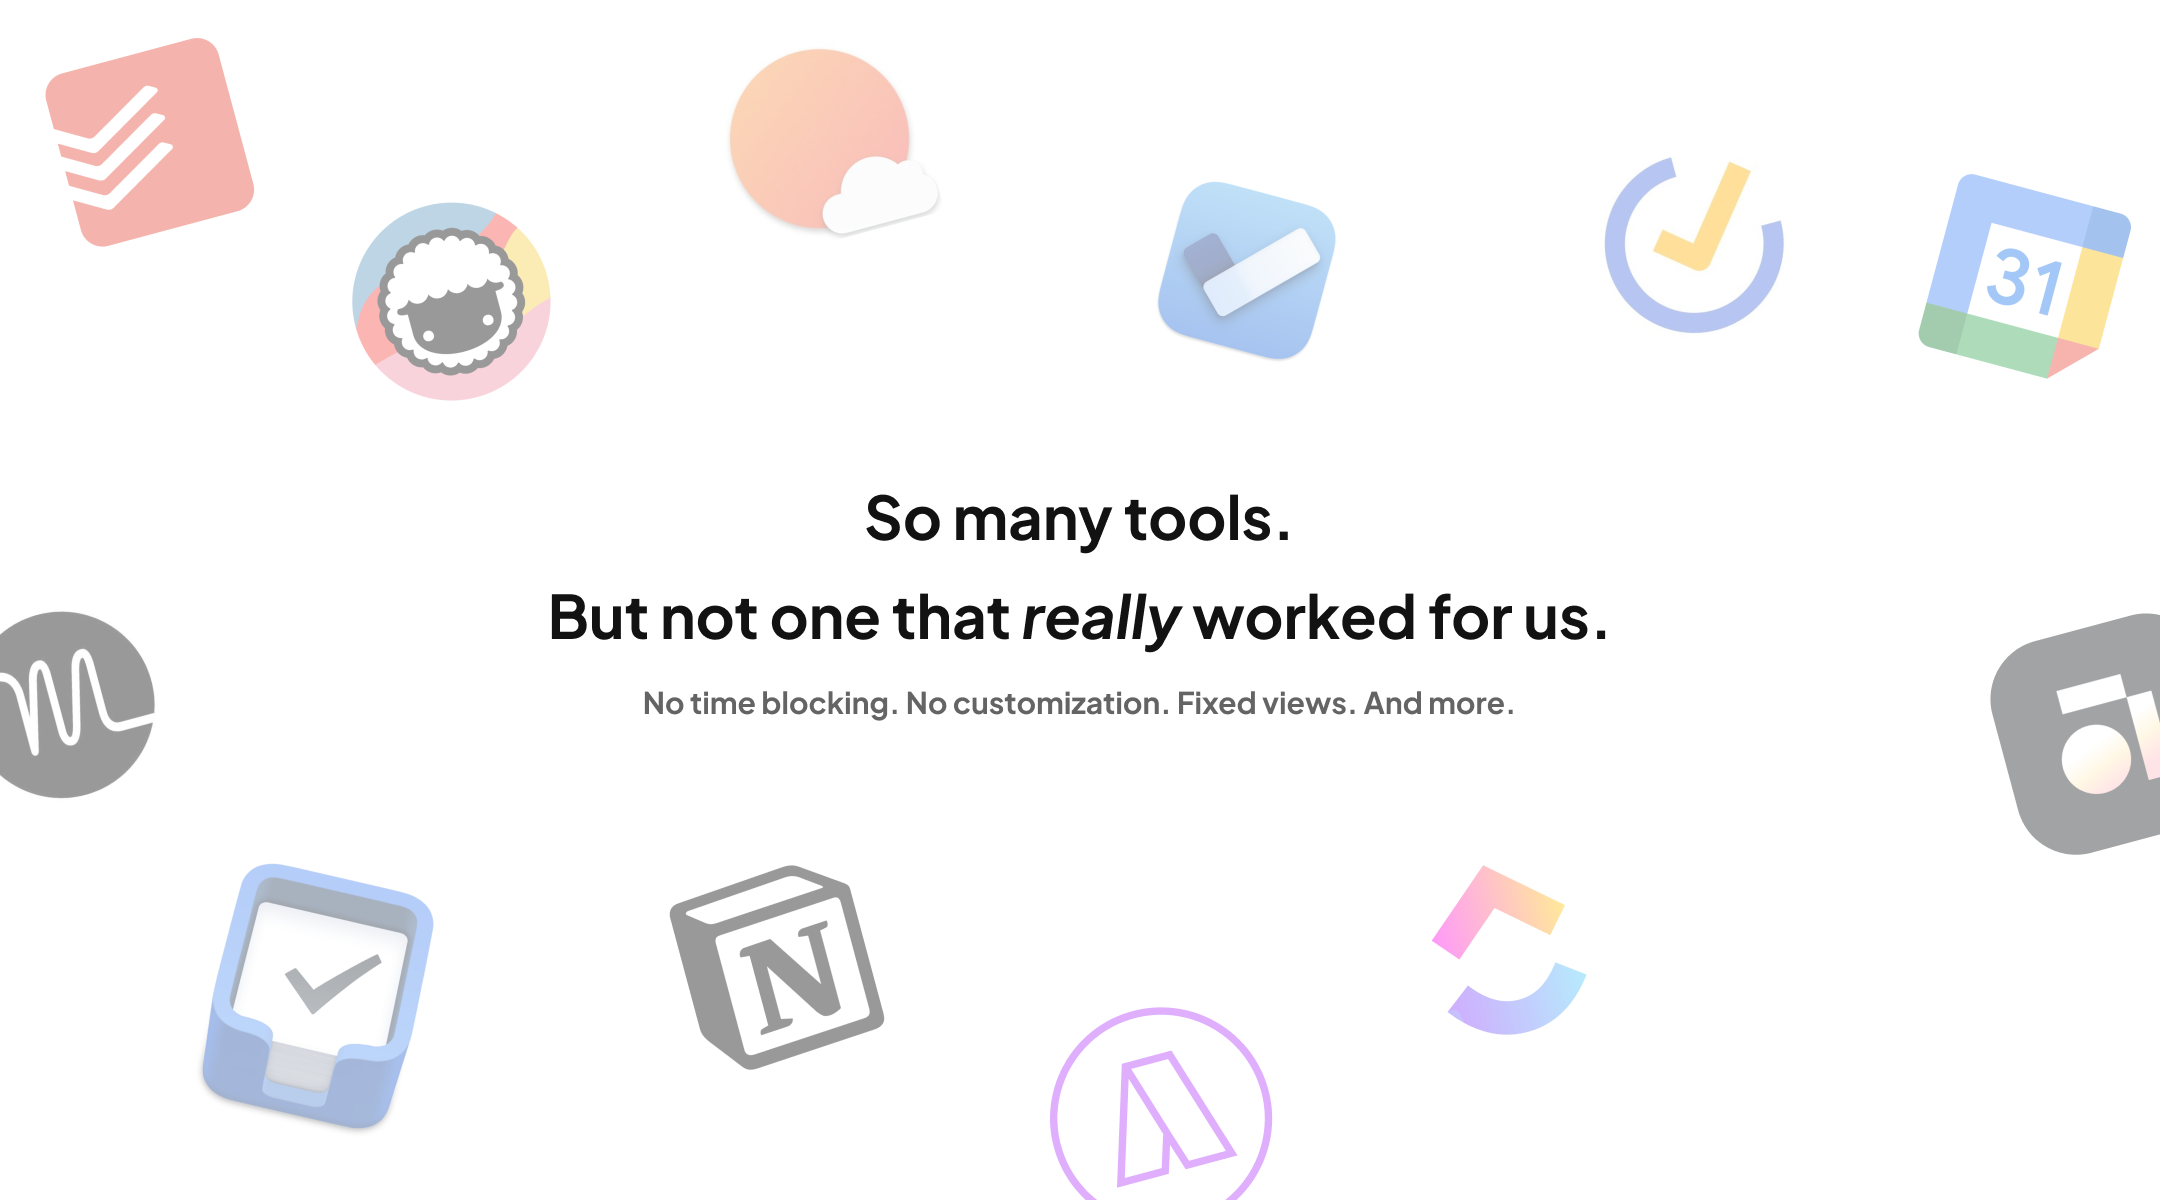 31
So many tools.
But not one that really worked for us.
No time blocking. No customization. Fixed views. And more.
N